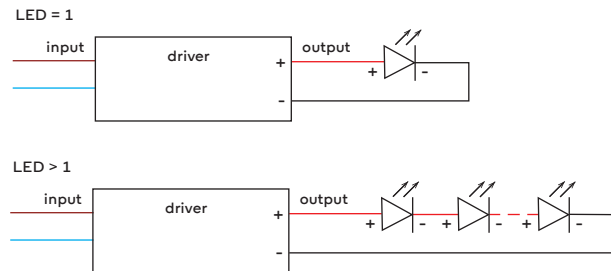 LED = 1
input driver + output
+ -
-
LED > 1
input driver + output
+ - + - + -
-